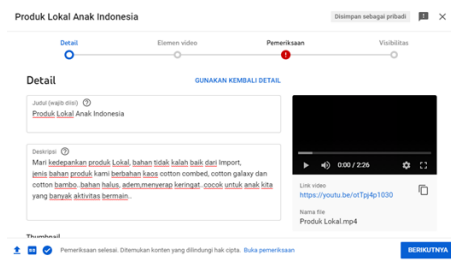 Produk Lokal Anak Indonesia
Disimpan sebagai pribadi
Detail
Elemen video
Pemeriksaan
Visibilitas
Detail
GUNAKAN KEMBALI DETAIL
Judul (wajib diisi)
Produk Lokal Anak Indonesia
Deskripsi
Mari kedepankan produk Lokal, bahan tidak kalah baik dari Import,
jenis bahan produk kami berbahan kaos cotton combed, cotton galaxy dan
cotton bambo..bahan halus, adem,menyerap keringat..cocok untuk anak kita
yang banyak aktivitas bermain..
0:00 / 2:26
Link video
https://youtu.be/otTpj4p1030
Nama file
Produk Lokal.mp4
Thumbnail
Pemeriksaan selesai. Ditemukan konten yang dilindungi hak cipta. Buka pemeriksaan
BERIKUTNYA